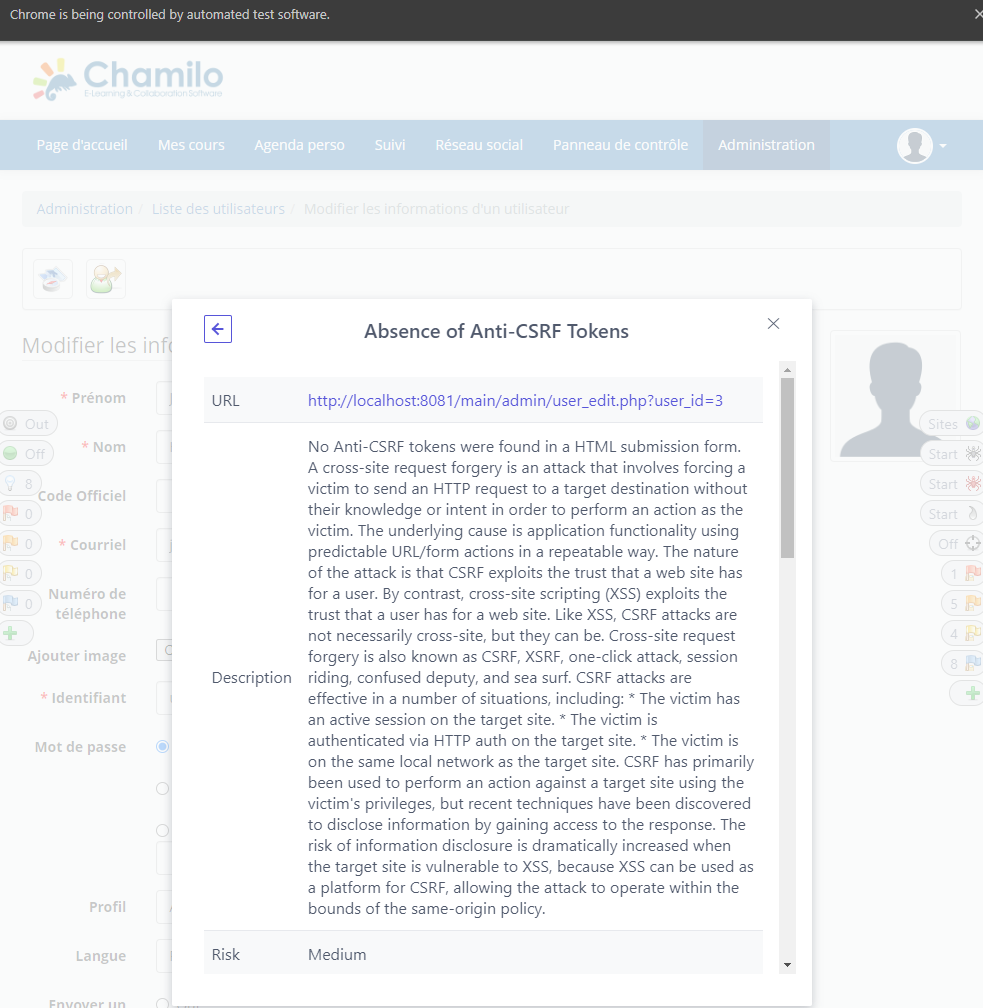 Chrome is being controlled by automated test software.
Chamilo
E-Learning & Collaboration Software
Page d'accueil Mes cours Agenda perso Suivi Réseau social Panneau de contrôle Administration
Administration / Liste des utilisateurs / Modifier les informations d'un utilisateur
Absence of Anti-CSRF Tokens
Modifier les info
* Prénom
URL http://localhost:8081/main/admin/user_edit.php?user_id=3
Out
Sites
* Nom
Off
Start
8
Start
Code Officiel
0
Start
* Courriel
0
Off
0
1
Numéro de
téléphone
0
5
4
Ajouter image
8
* Identifiant
Mot de passe
Description
No Anti-CSRF tokens were found in a HTML submission form.
A cross-site request forgery is an attack that involves forcing a
victim to send an HTTP request to a target destination without
their knowledge or intent in order to perform an action as the
victim. The underlying cause is application functionality using
predictable URL/form actions in a repeatable way. The nature
of the attack is that CSRF exploits the trust that a web site has
for a user. By contrast, cross-site scripting (XSS) exploits the
trust that a user has for a web site. Like XSS, CSRF attacks are
not necessarily cross-site, but they can be. Cross-site request
forgery is also known as CSRF, XSRF, one-click attack, session
riding, confused deputy, and sea surf. CSRF attacks are
effective in a number of situations, including: * The victim has
an active session on the target site. * The victim is
authenticated via HTTP auth on the target site. * The victim is
on the same local network as the target site. CSRF has primarily
been used to perform an action against a target site using the
victim's privileges, but recent techniques have been discovered
to disclose information by gaining access to the response. The
risk of information disclosure is dramatically increased when
the target site is vulnerable to XSS, because XSS can be used as
a platform for CSRF, allowing the attack to operate within the
bounds of the same-origin policy.
Profil
Langue
Risk Medium
Envoyer un